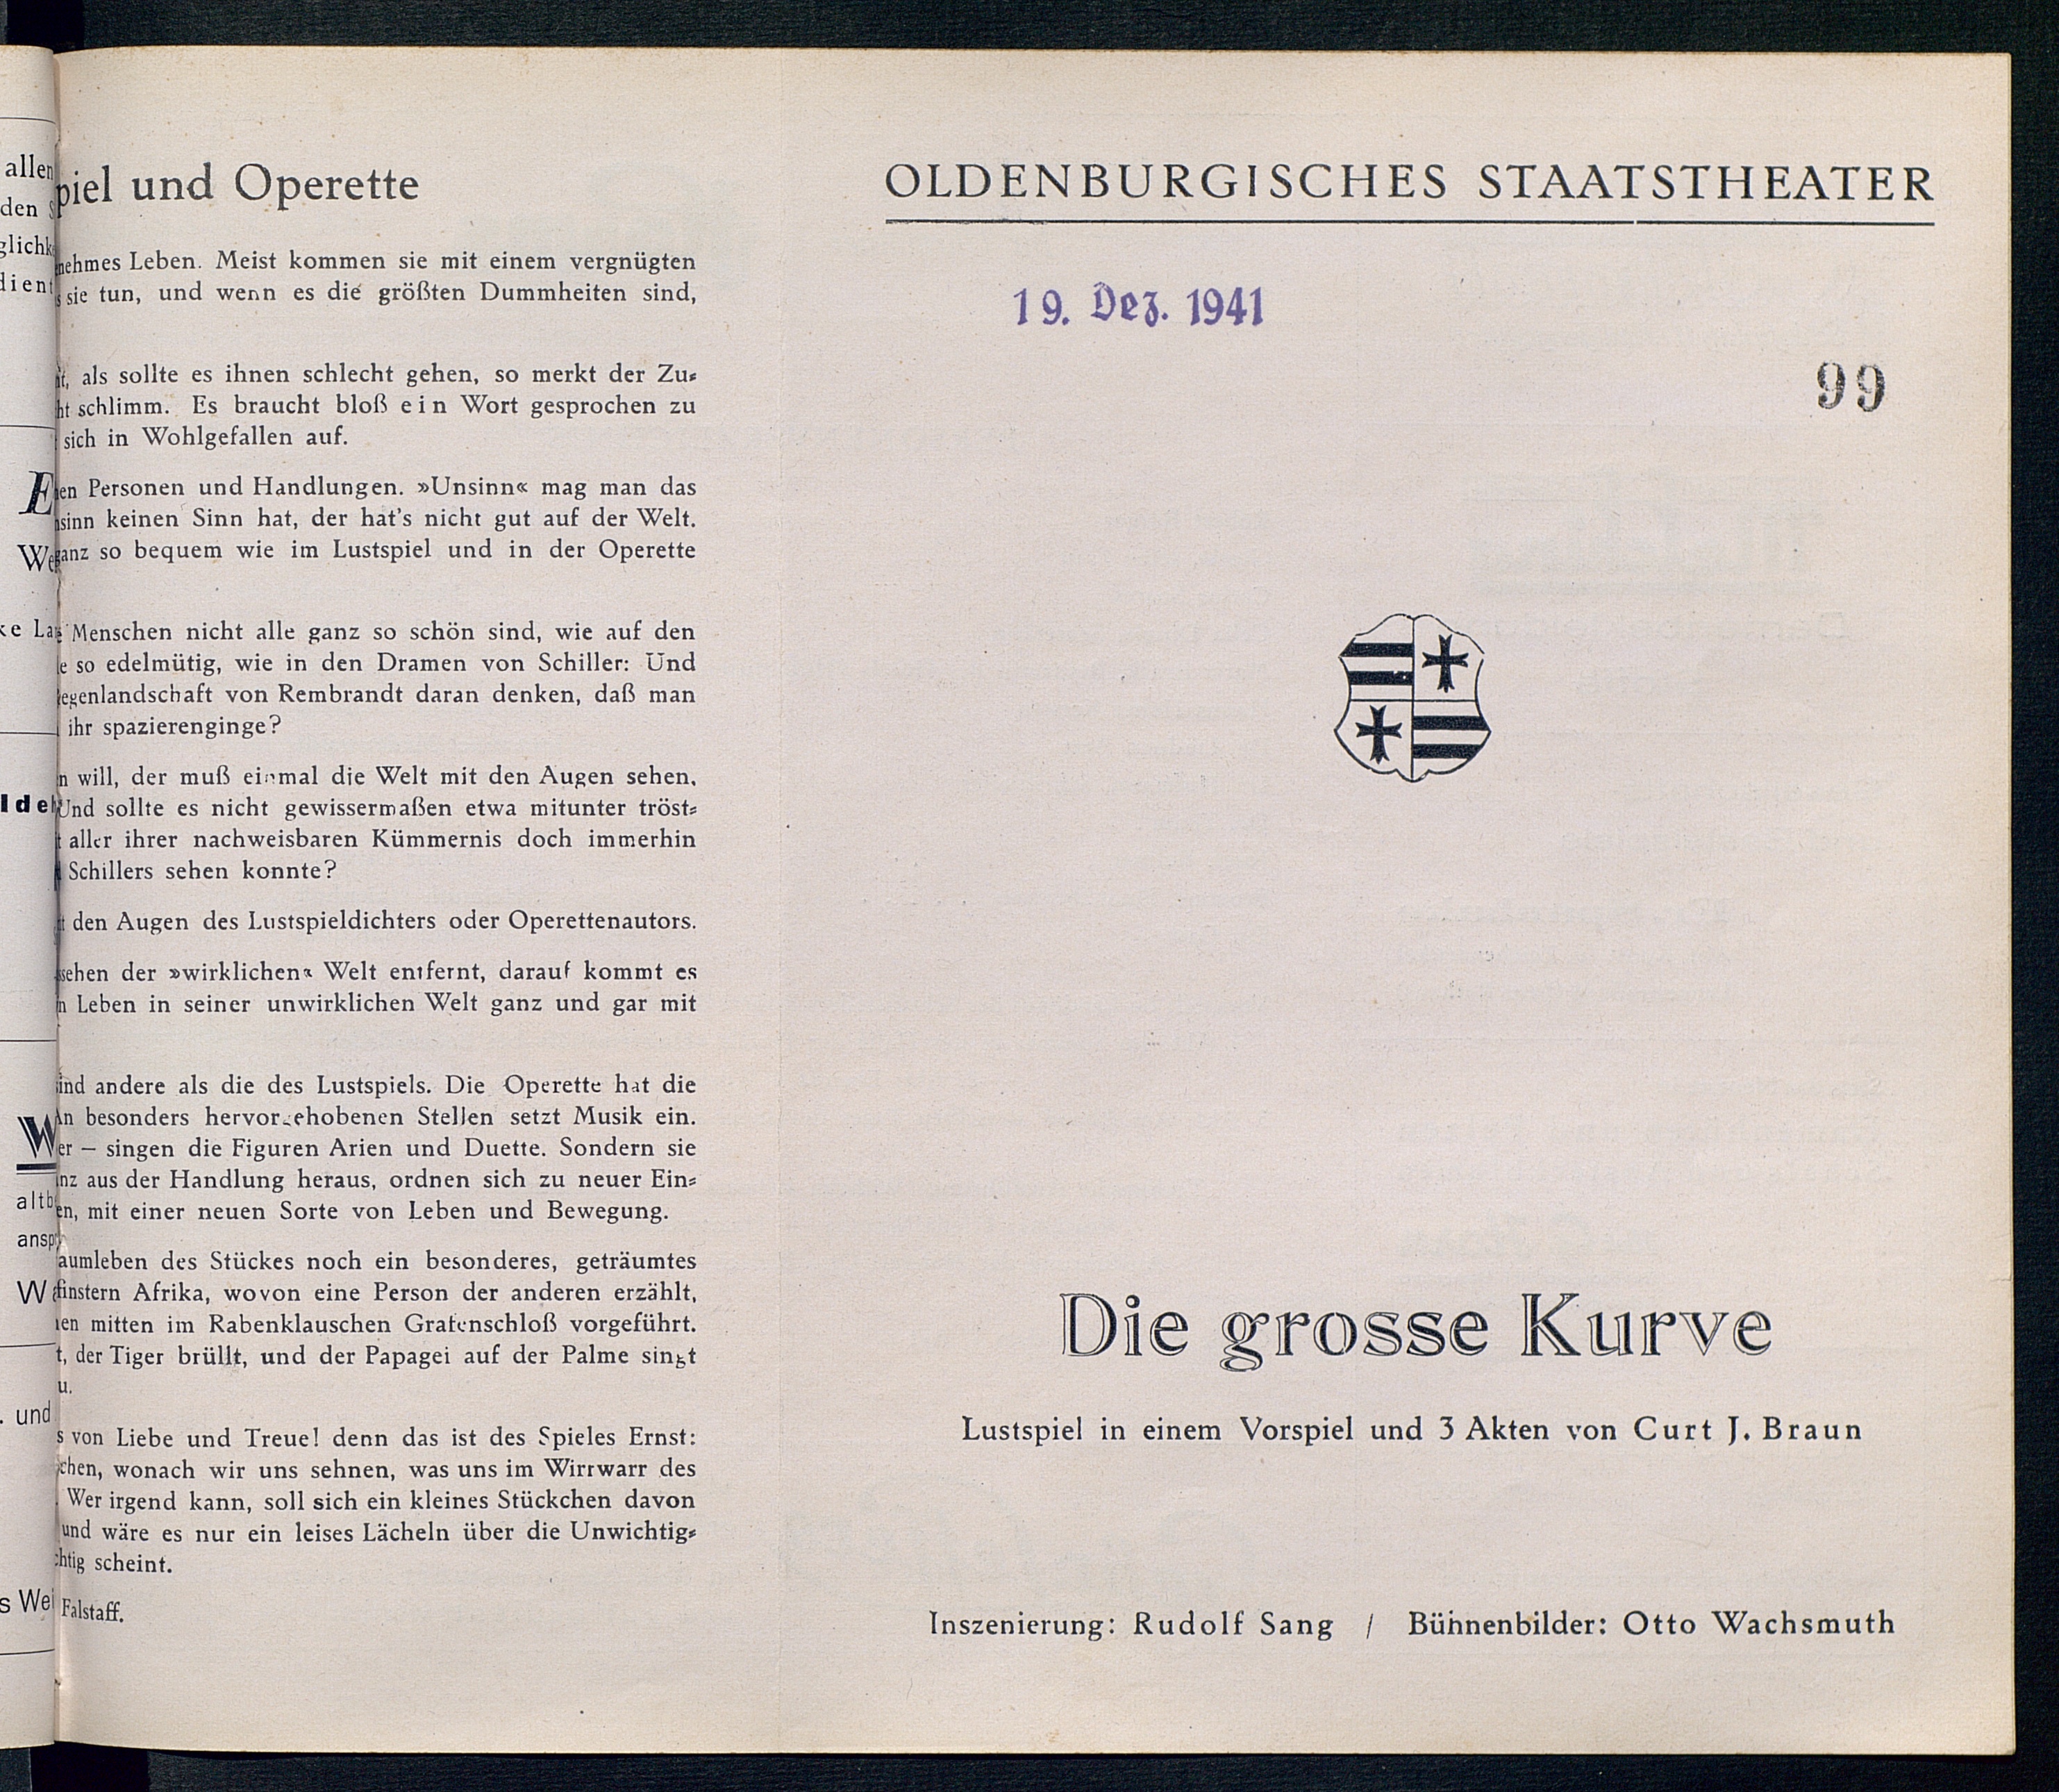 allen
den
We
altb
W
. und
s Wei
piel und Operette
nehmes Leben. Meist kommen sie mit einem vergnügten
s sie tun, und wenn es die größten Dummheiten sind,
als sollte es ihnen schlecht gehen, so merkt der Zu-
ht schlimm. Es braucht bloß ein Wort gesprochen zu
sich in Wohlgefallen auf.
en Personen und Handlungen. »Unsinn« mag man das
nsinn keinen Sinn hat, der hat's nicht gut auf der Welt.
ganz so bequem wie im Lustspiel und in der Operette
Menschen nicht alle ganz so schön sind, wie auf den
e so edelmütig, wie in den Dramen von Schiller: Und
egenlandschaft von Rembrandt daran denken, daß man
ihr spazierenginge?
n will, der muß einmal die Welt mit den Augen sehen,
Und sollte es nicht gewissermaßen etwa mitunter tröst-
t aller ihrer nachweisbaren Kümmernis doch immerhin
Schillers sehen konnte?
t den Augen des Lustspieldichters oder Operettenautors.
sehen der »wirklichen« Welt entfernt, darauf kommt es
n Leben in seiner unwirklichen Welt ganz und gar mit
ind andere als die des Lustspiels. Die Operette hat die
An besonders hervorgehobenen Stellen setzt Musik ein.
er — singen die Figuren Arien und Duette. Sondern sie
nz aus der Handlung heraus, ordnen sich zu neuer Ein-
en, mit einer neuen Sorte von Leben und Bewegung.
aumleben des Stückes noch ein besonderes, geträumtes
finstern Afrika, wovon eine Person der anderen erzählt,
en mitten im Rabenklauschen Grafenschloß vorgeführt.
t, der Tiger brüllt, und der Papagei auf der Palme singt
u.
s von Liebe und Treue! denn das ist des Spieles Ernst:
chen, wonach wir uns sehnen, was uns im Wirrwarr des
. Wer irgend kann, soll sich ein kleines Stückchen davon
und wäre es nur ein leises Lächeln über die Unwichtig-
chtig scheint.
Falstaff.
OLDENBURGISCHES STAATSTHEATER
19. Dez. 1941
99
Die grosse Kurve
Lustspiel in einem Vorspiel und 3 Akten von Curt J. Braun
Inszenierung: Rudolf Sang / Bühnenbilder: Otto Wachsmuth